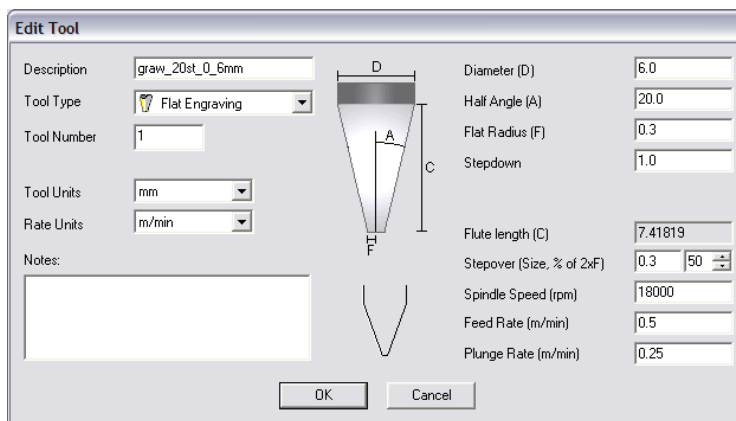 Edit Tool
Description graw_20st_0_6mm
Tool Type Flat Engraving
Tool Number 1
Tool Units mm
Rate Units m/min
Notes:
D
A
C
F
Diameter (D) 6.0
Half Angle (A) 20.0
Flat Radius (F) 0.3
Stepdown 1.0
Flute length (C) 7.41819
Stepover (Size, % of 2xF) 0.3 50
Spindle Speed (rpm) 18000
Feed Rate (m/min) 0.5
Plunge Rate (m/min) 0.25
OK Cancel